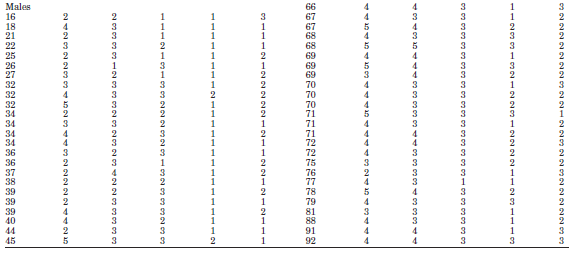 Males 66 4 4 3 1 3
16 2 2 1 1 3 67 4 3 3 1 2
18 4 3 1 1 1 67 5 4 3 2 2
21 2 3 1 1 1 68 4 3 3 3 2
22 3 3 2 1 1 68 5 5 3 3 2
25 2 3 1 1 2 69 4 4 3 1 2
26 2 1 3 1 1 69 5 4 3 3 2
27 3 2 1 1 2 69 3 4 3 2 2
32 3 3 3 1 2 70 4 3 3 1 3
32 4 3 3 2 2 70 4 3 3 2 2
32 5 3 2 1 2 70 4 3 3 2 2
34 2 2 2 1 2 71 5 3 3 3 1
34 3 3 2 1 1 71 4 3 3 1 2
34 4 2 3 1 2 71 4 4 3 2 2
34 4 3 2 1 1 72 4 4 3 2 3
36 3 2 3 1 1 72 4 3 3 2 2
36 2 3 1 1 2 75 3 3 3 2 2
37 2 4 3 1 2 76 2 3 3 1 3
38 2 2 2 1 1 77 4 3 1 1 2
39 2 2 3 1 2 78 5 4 3 2 2
39 2 3 3 1 1 79 4 3 3 3 2
39 4 3 3 1 2 81 3 3 3 1 2
40 4 3 2 1 1 88 4 3 3 1 2
44 2 3 3 1 1 91 4 4 3 1 3
45 5 3 3 2 1 92 4 4 3 3 3